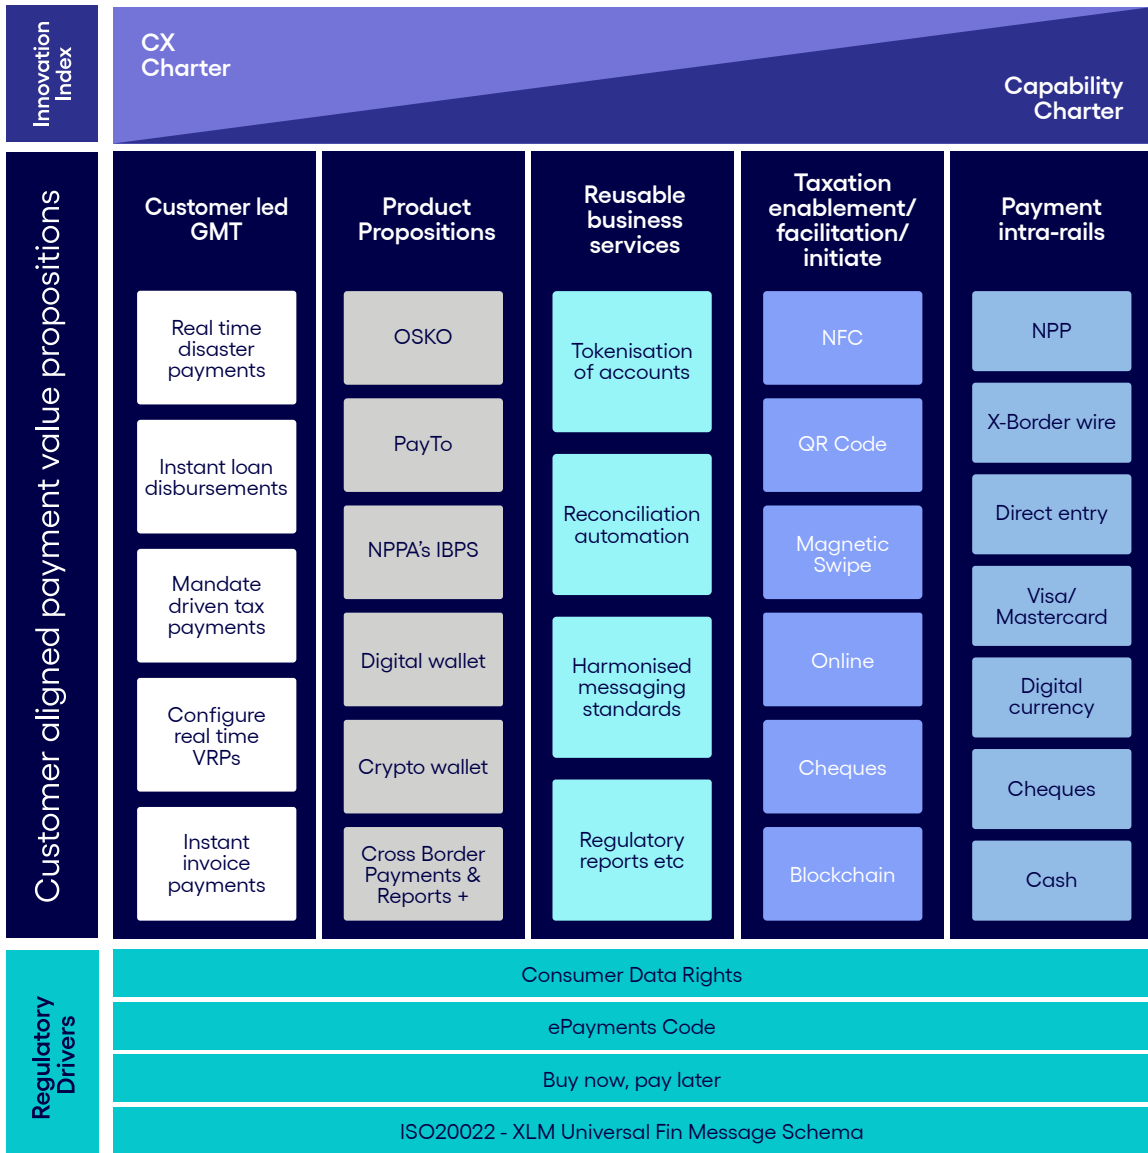 Innovation
Index
CX
Charter
Capability
Charter
Customer aligned payment value propositions
Customer led
GMT
Real time
disaster
payments
Instant loan
disbursements
Mandate
driven tax
payments
Configure
real time
VRPs
Instant
invoice
payments
Product
Propositions
OSKO
PayTo
NPPA’s IBPS
Digital wallet
Crypto wallet
Cross Border
Payments &
Reports +
Reusable
business
services
Tokenisation
of accounts
Reconciliation
automation
Harmonised
messaging
standards
Regulatory
reports etc
Taxation
enablement/
facilitation/
initiate
NFC
QR Code
Magnetic
Swipe
Online
Cheques
Blockchain
Payment
intra-rails
NPP
X-Border wire
Direct entry
Visa/
Mastercard
Digital
currency
Cheques
Cash
Regulatory
Drivers
Consumer Data Rights
ePayments Code
Buy now, pay later
ISO20022 - XLM Universal Fin Message Schema